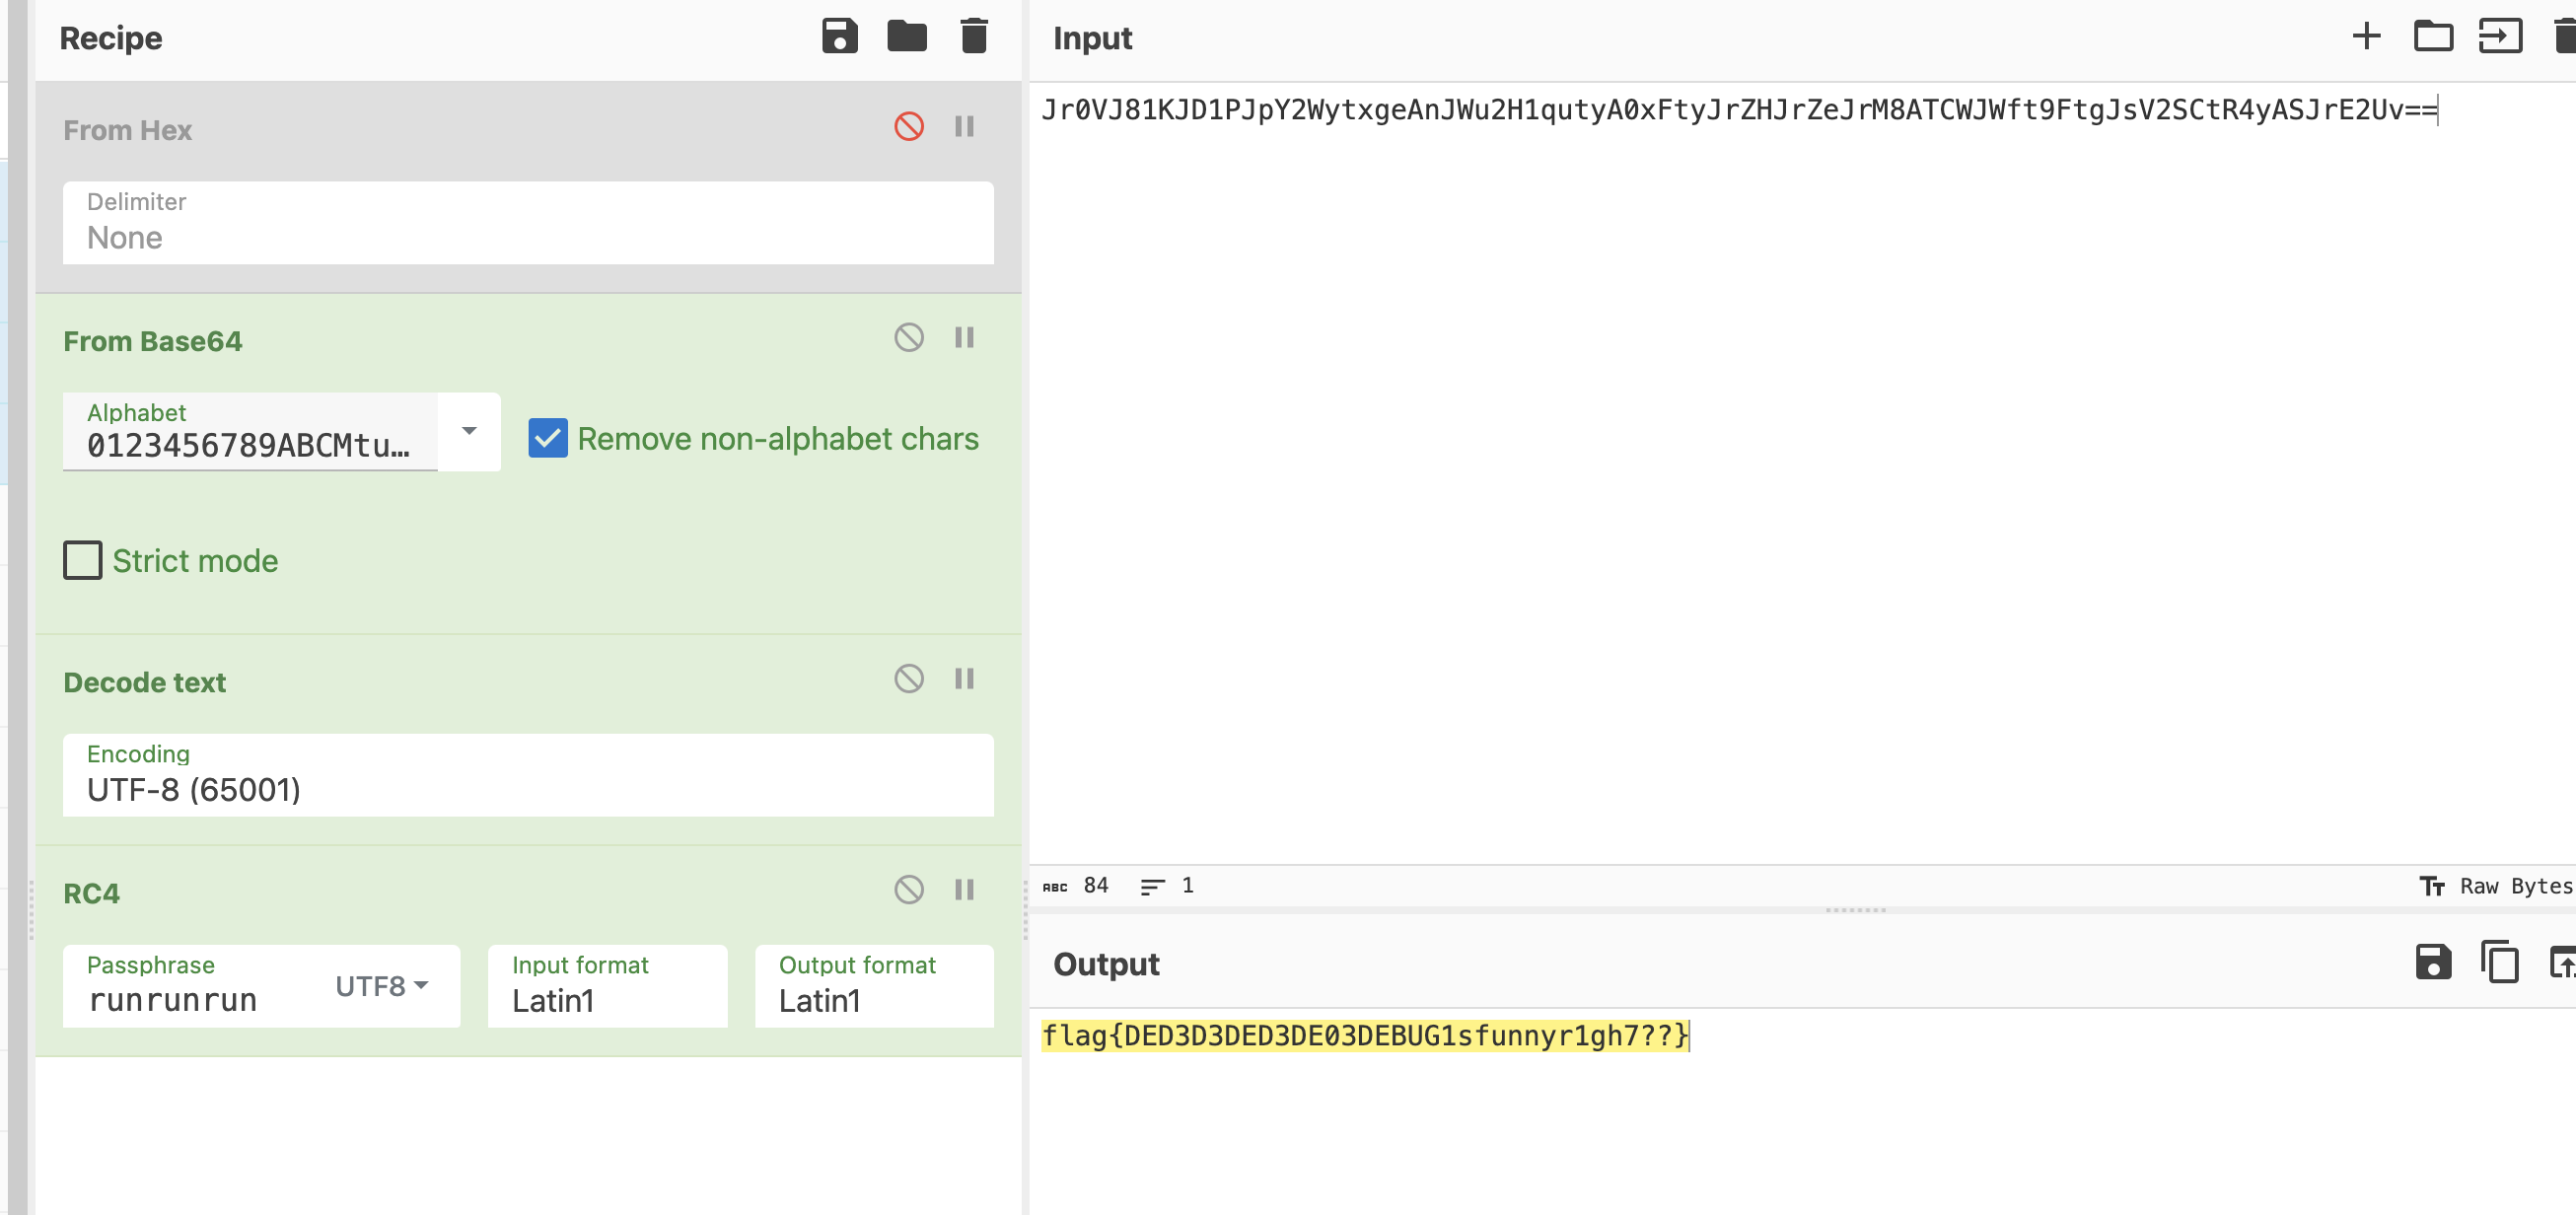 Recipe
From Hex
Delimiter
None
From Base64
Alphabet
0123456789ABCMtu…
Remove non-alphabet chars
Strict mode
Decode text
Encoding
UTF-8 (65001)
RC4
Passphrase
runrunrun
UTF8
Input format
Latin1
Output format
Latin1
Input
Jr0VJ81KJD1PJpY2WytxgeAnJWu2H1qutyA0xFtyJrZHJrZeJrM8ATCWJWft9FtgJsV2SCtR4yASJrE2Uv==
ABC 84 1
Tт Raw Bytes
Output
flag{DED3D3DED3DE03DEBUG1sfunnyr1gh7??}